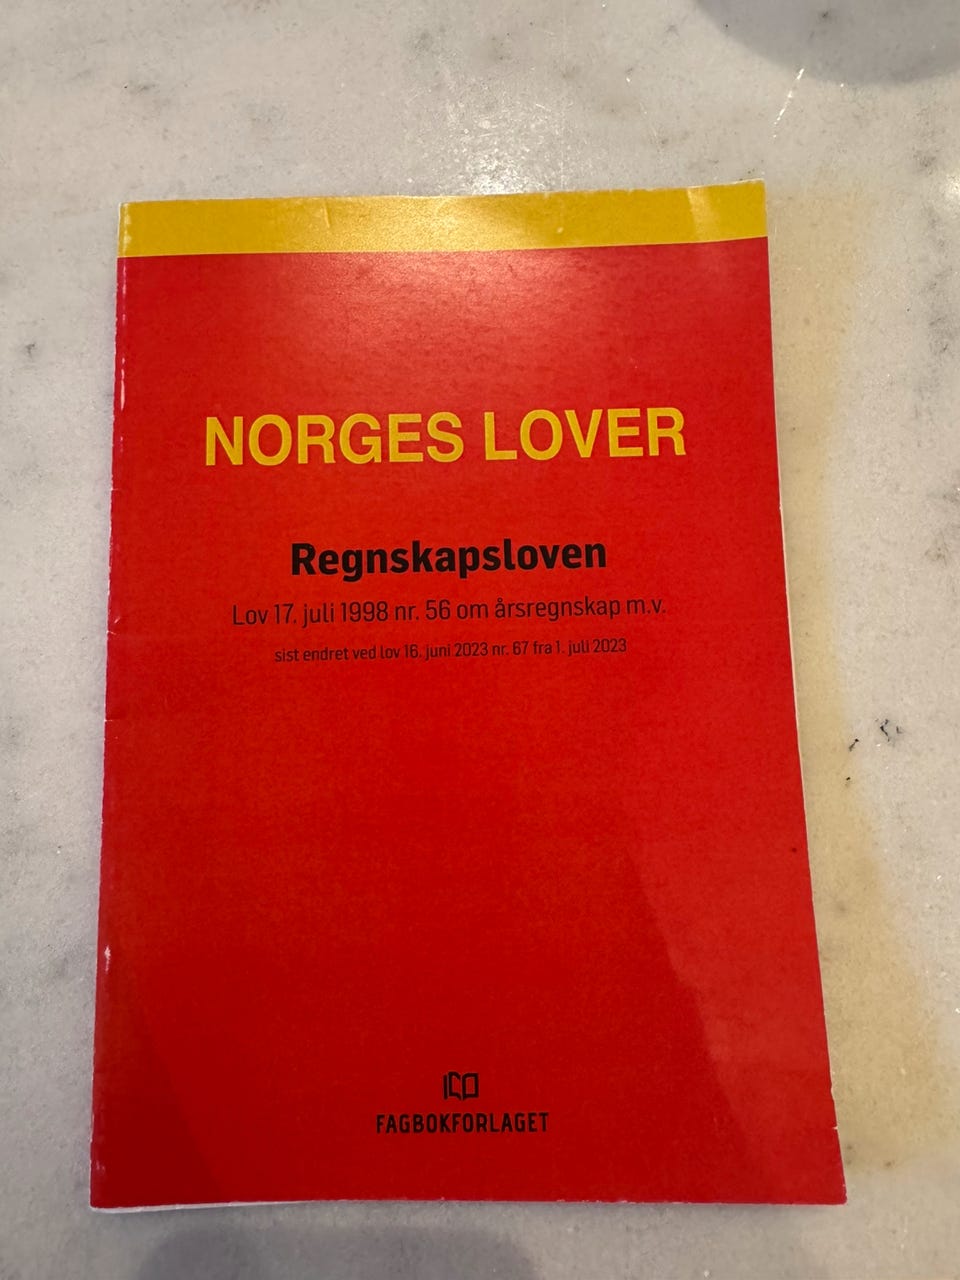 NORGES LOVER
Regnskapsloven
Lov 17. juli 1998 nr. 56 om årsregnskap m.v.
sist endret ved lov 16. juni 2023 nr. 67 fra 1. juli 2023
FAGBOKFORLAGET